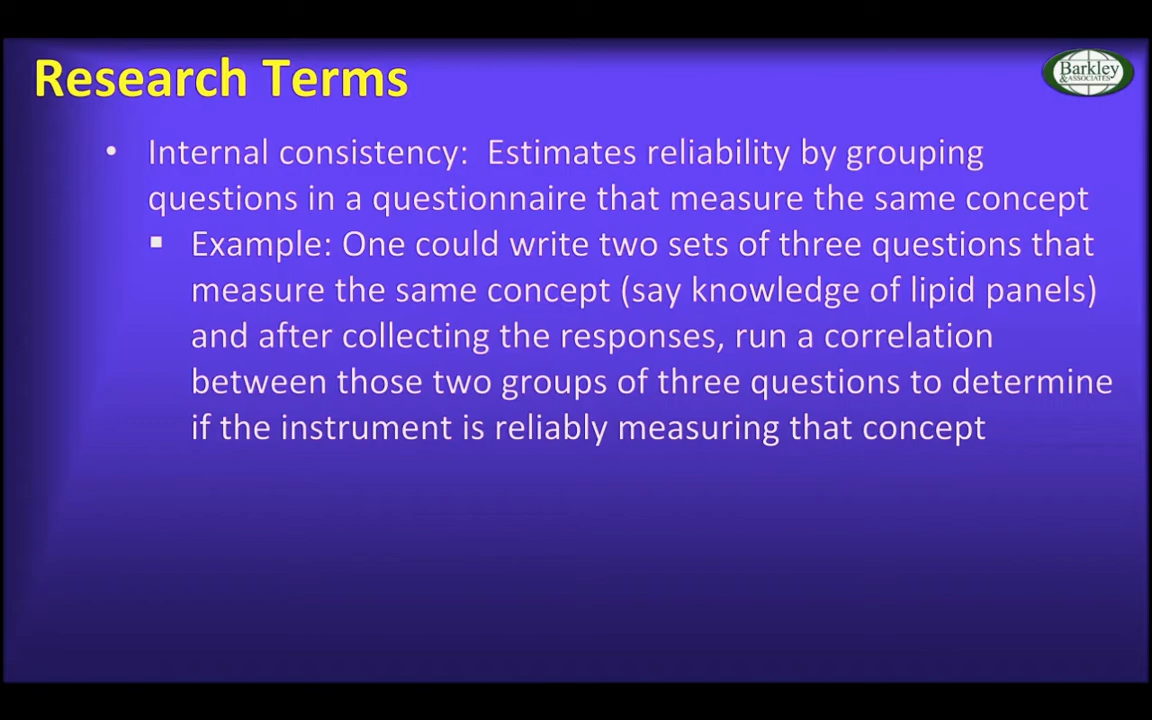 Research Terms
Barkley
& ASSOCIATES
• Internal consistency: Estimates reliability by grouping
questions in a questionnaire that measure the same concept
▪ Example: One could write two sets of three questions that
measure the same concept (say knowledge of lipid panels)
and after collecting the responses, run a correlation
between those two groups of three questions to determine
if the instrument is reliably measuring that concept